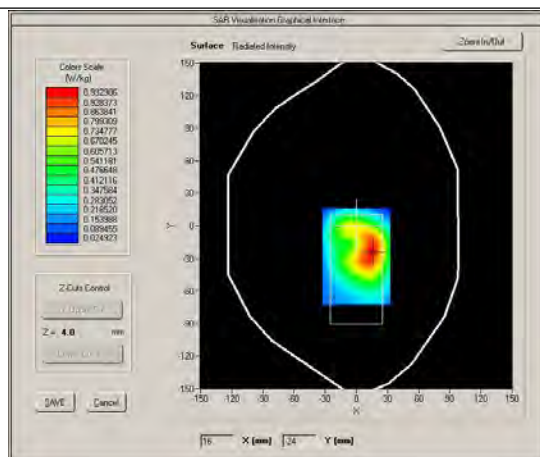 SAR Visualisation Graphical Interface
Surface Radiated Intensity
Zoom In/Out
Colors Scale
(W/kg)
0.992906
0.928373
0.863841
0.799309
0.734777
0.670245
0.605713
0.541181
0.476648
0.412116
0.347584
0.283052
0.218520
0.153988
0.089455
0.024923
Z-Cuts Control
Z = 4.0 mm
SAVE Cancel
150
120
90
60
30
0
-30
-60
-90
-120
-150
Y
-150 -120 -90 -60 -30 0 30 60 90 120 150
X
16 X (mm) -24 Y (mm)